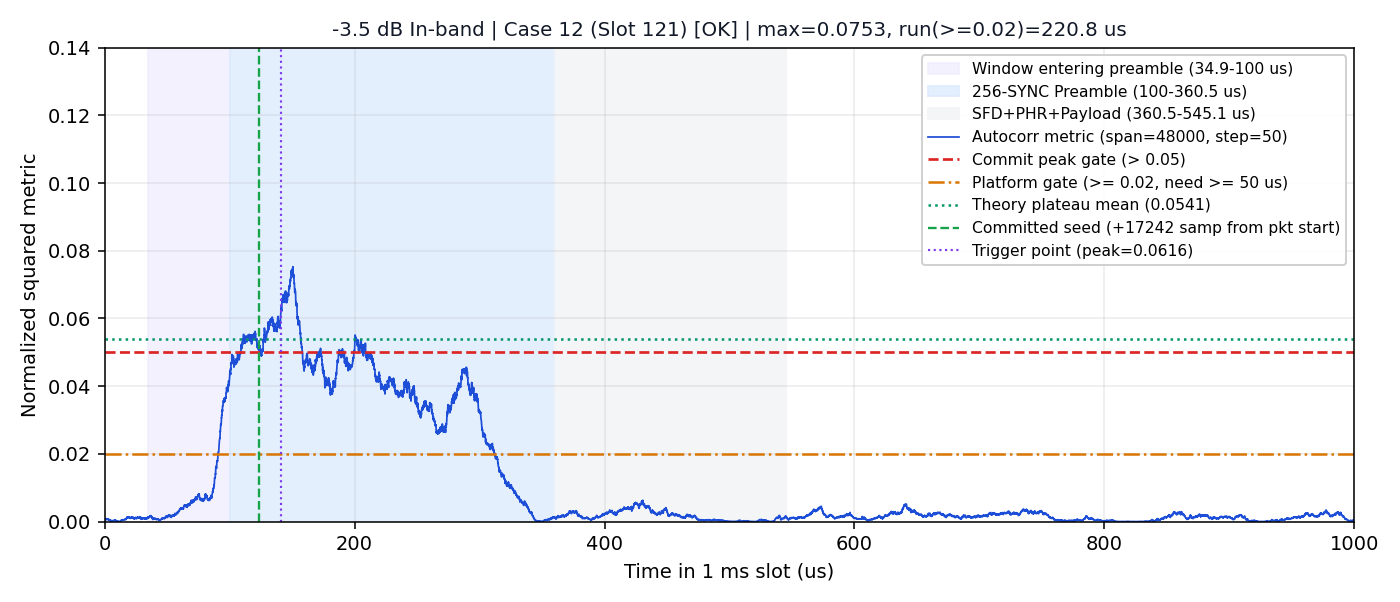 -3.5 dB In-band | Case 12 (Slot 121) [OK] | max=0.0753, run(>=0.02)=220.8 us
0.14
0.12
0.10
0.08
0.06
0.04
0.02
0.00
Normalized squared metric
Window entering preamble (34.9-100 us)
256-SYNC Preamble (100-360.5 us)
SFD+PHR+Payload (360.5-545.1 us)
Autocorr metric (span=48000, step=50)
Commit peak gate (> 0.05)
Platform gate (>= 0.02, need >= 50 us)
Theory plateau mean (0.0541)
Committed seed (+17242 samp from pkt start)
Trigger point (peak=0.0616)
0 200 400 600 800 1000
Time in 1 ms slot (us)